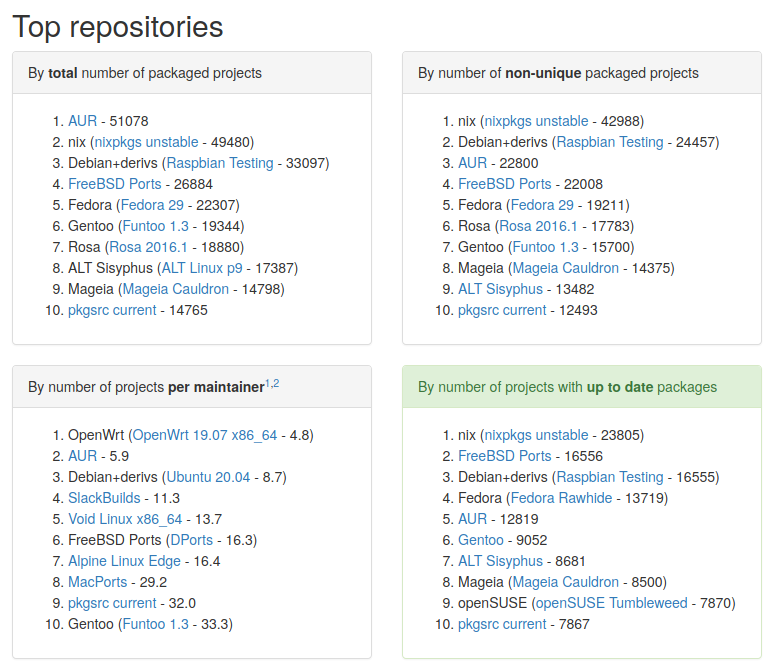 Top repositories
By total number of packaged projects
1. AUR - 51078
2. nix (nixpkgs unstable - 49480)
3. Debian+derivs (Raspbian Testing - 33097)
4. FreeBSD Ports - 26884
5. Fedora (Fedora 29 - 22307)
6. Gentoo (Funtoo 1.3 - 19344)
7. Rosa (Rosa 2016.1 - 18880)
8. ALT Sisyphus (ALT Linux p9 - 17387)
9. Mageia (Mageia Cauldron - 14798)
10. pkgsrc current - 14765
By number of non-unique packaged projects
1. nix (nixpkgs unstable - 42988)
2. Debian+derivs (Raspbian Testing - 24457)
3. AUR - 22800
4. FreeBSD Ports - 22008
5. Fedora (Fedora 29 - 19211)
6. Rosa (Rosa 2016.1 - 17783)
7. Gentoo (Funtoo 1.3 - 15700)
8. Mageia (Mageia Cauldron - 14375)
9. ALT Sisyphus - 13482
10. pkgsrc current - 12493
By number of projects per maintainer1,2
1. OpenWrt (OpenWrt 19.07 x86_64 - 4.8)
2. AUR - 5.9
3. Debian+derivs (Ubuntu 20.04 - 8.7)
4. SlackBuilds - 11.3
5. Void Linux x86_64 - 13.7
6. FreeBSD Ports (DPorts - 16.3)
7. Alpine Linux Edge - 16.4
8. MacPorts - 29.2
9. pkgsrc current - 32.0
10. Gentoo (Funtoo 1.3 - 33.3)
By number of projects with up to date packages
1. nix (nixpkgs unstable - 23805)
2. FreeBSD Ports - 16556
3. Debian+derivs (Raspbian Testing - 16555)
4. Fedora (Fedora Rawhide - 13719)
5. AUR - 12819
6. Gentoo - 9052
7. ALT Sisyphus - 8681
8. Mageia (Mageia Cauldron - 8500)
9. openSUSE (openSUSE Tumbleweed - 7870)
10. pkgsrc current - 7867